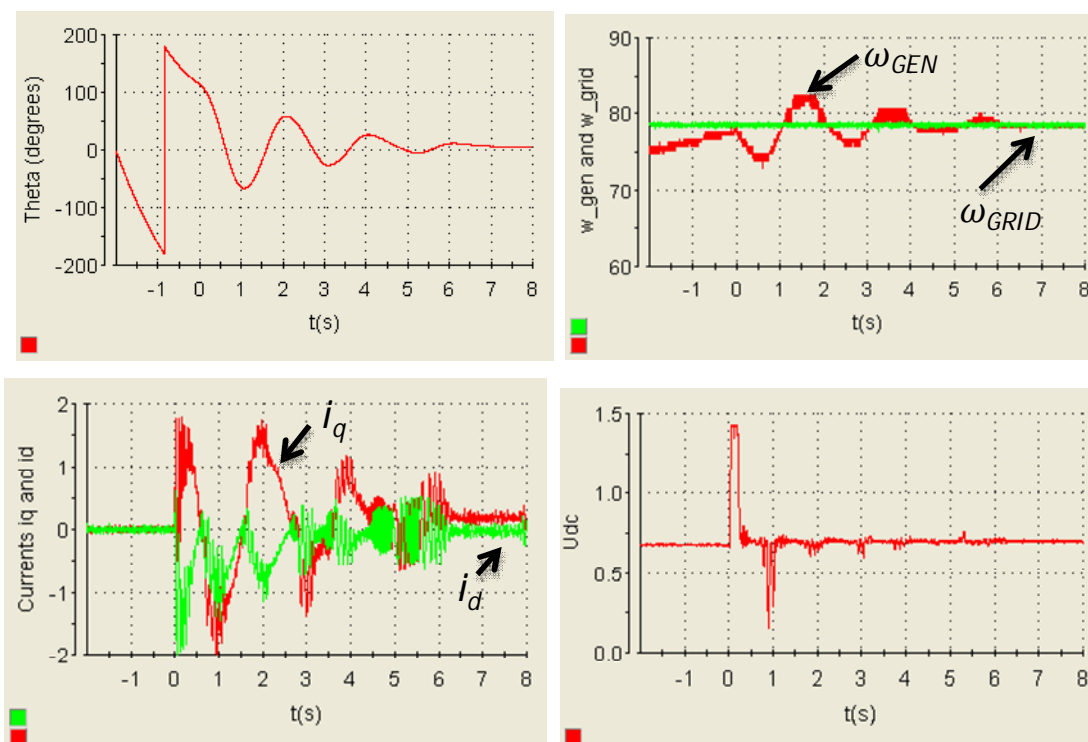 Theta (degrees)
200
100
0
-100
-200
-1 0 1 2 3 4 5 6 7 8
t(s)
w_gen and w_grid
90
80
70
60
ωGEN
ωGRID
-1 0 1 2 3 4 5 6 7 8
t(s)
Currents iq and id
2
1
0
-1
-2
iq
id
-1 0 1 2 3 4 5 6 7 8
t(s)
Udc
1.5
1.0
0.5
0.0
-1 0 1 2 3 4 5 6 7 8
t(s)